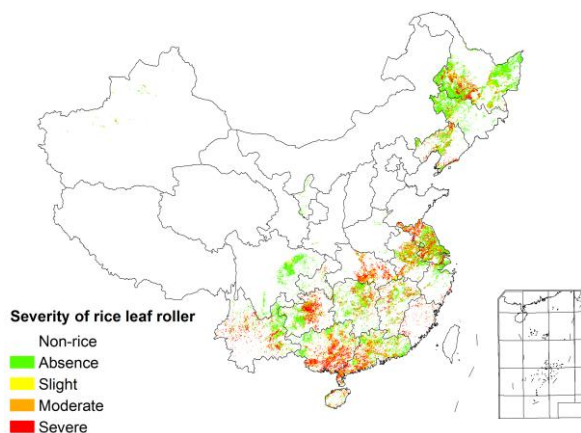 Severity of rice leaf roller
Non-rice
Absence
Slight
Moderate
Severe